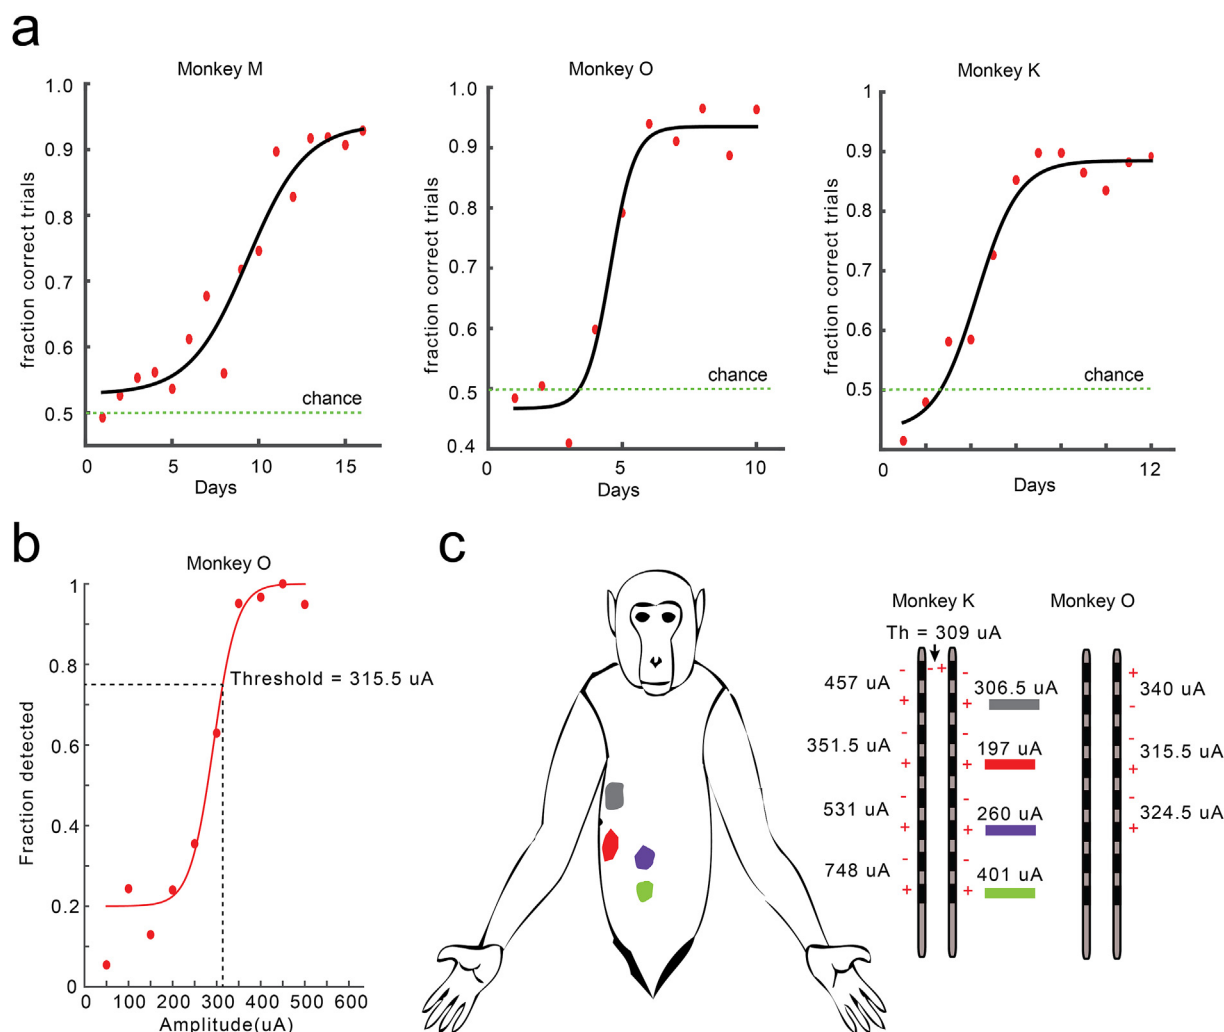 a
Monkey M
fraction correct trials
1.0
0.9
0.8
0.7
0.6
0.5
chance
0
5
10
15
Days
Monkey O
fraction correct trials
1.0
0.9
0.8
0.7
0.6
0.5
0.4
chance
0
5
10
Days
Monkey K
fraction correct trials
1
0.9
0.8
0.7
0.6
0.5
chance
0
12
Days
b
Monkey O
Fraction detected
1
0.8
0.6
0.4
0.2
0
Threshold = 315.5 uA
0
100
200
300
400
500
600
Amplitude(uA)
c
Monkey K
Th = 309 uA
- +
457 uA
- +
351.5 uA
- +
531 uA
- +
748 uA
- +
306.5 uA
- +
197 uA
- +
260 uA
- +
401 uA
- +
Monkey O
340 uA
+ -
315.5 uA
- +
324.5 uA
- +